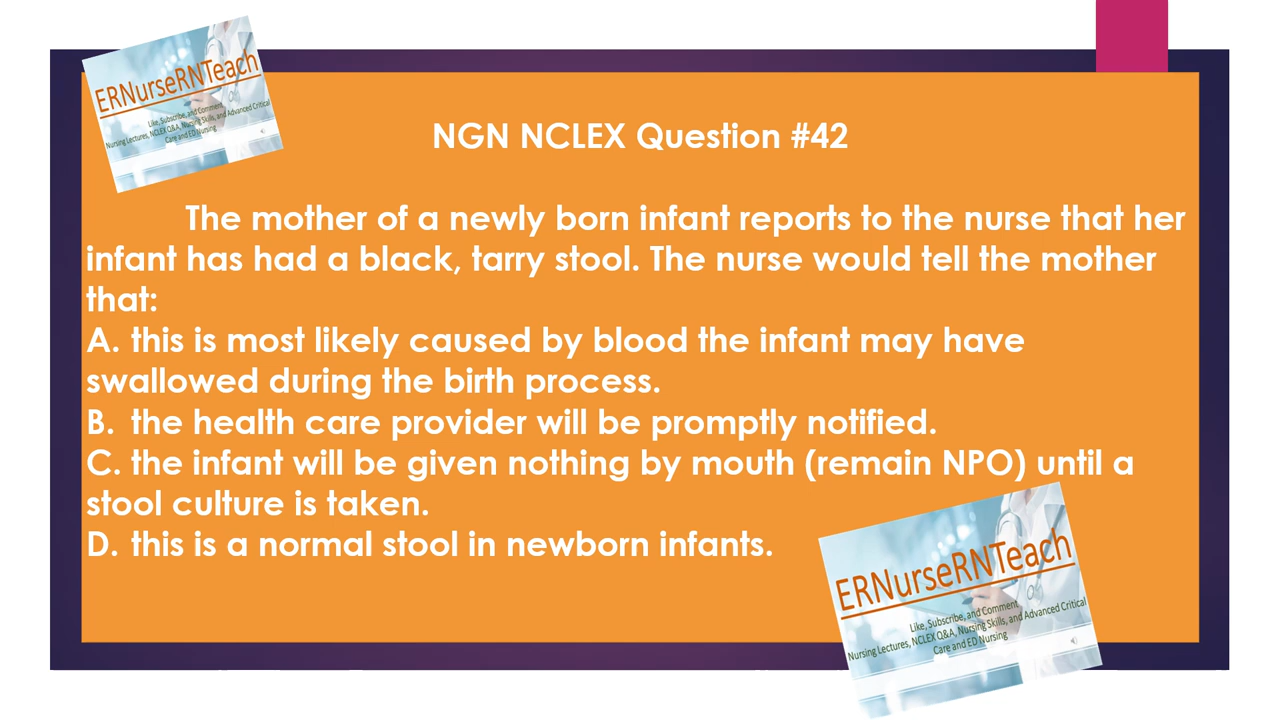 ERNurseRNTeach
Like, Subscribe, and Comment
Nursing Lectures, NCLEX Q&A, Nursing Skills, and Advanced Critical
Care and ED Nursing
NGN NCLEX Question #42
The mother of a newly born infant reports to the nurse that her
infant has had a black, tarry stool. The nurse would tell the mother
that:
A. this is most likely caused by blood the infant may have
swallowed during the birth process.
B. the health care provider will be promptly notified.
C. the infant will be given nothing by mouth (remain NPO) until a
stool culture is taken.
D. this is a normal stool in newborn infants.
ERNurseRNTeach
Like, Subscribe, and Comment
Nursing Lectures, NCLEX Q&A, Nursing Skills, and Advanced Critical
Care and ED Nursing